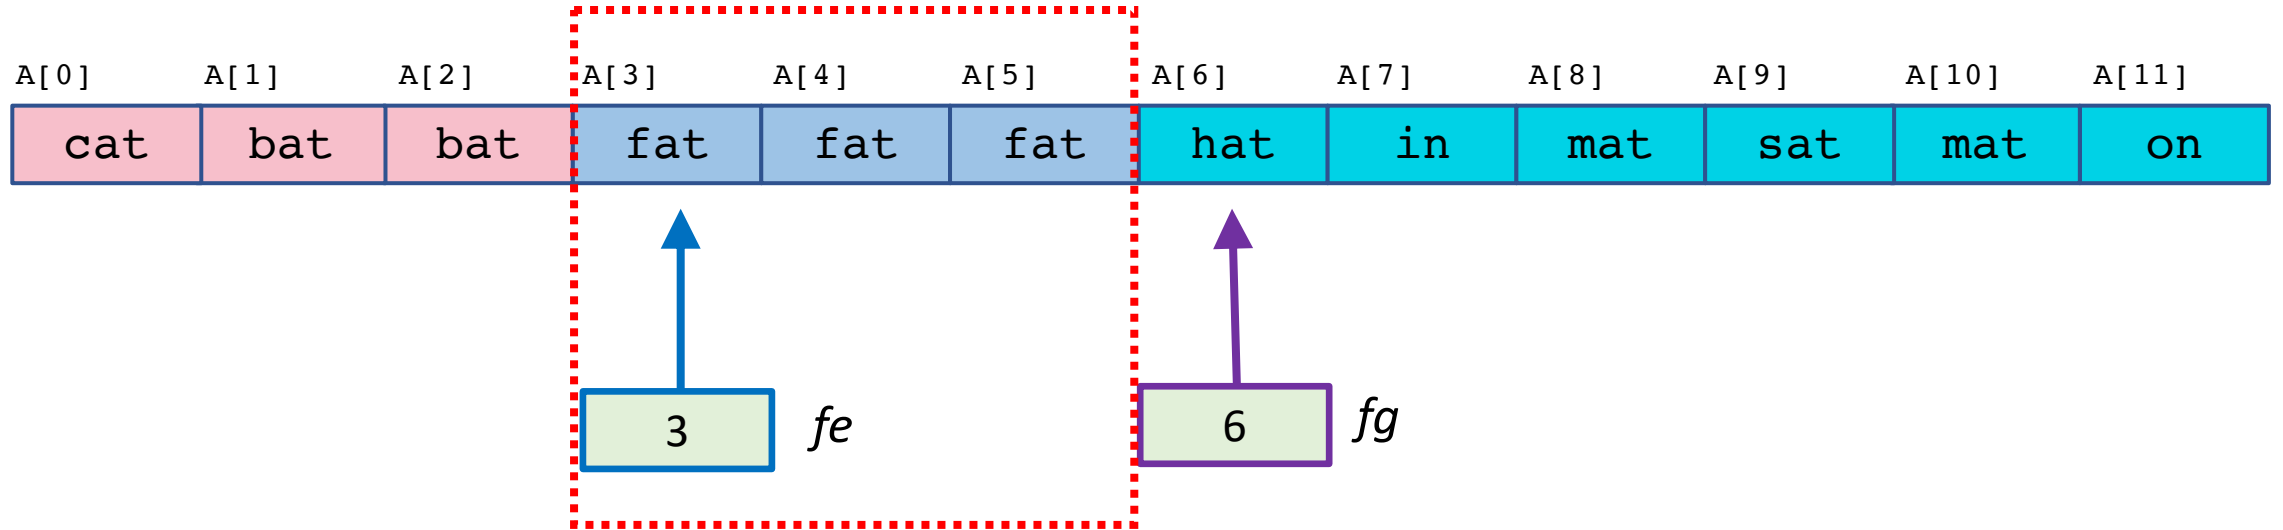 A[0] A[1] A[2] A[3] A[4] A[5] A[6] A[7] A[8] A[9] A[10] A[11]
cat bat bat fat fat fat hat in mat sat mat on
3 fe 6 fg